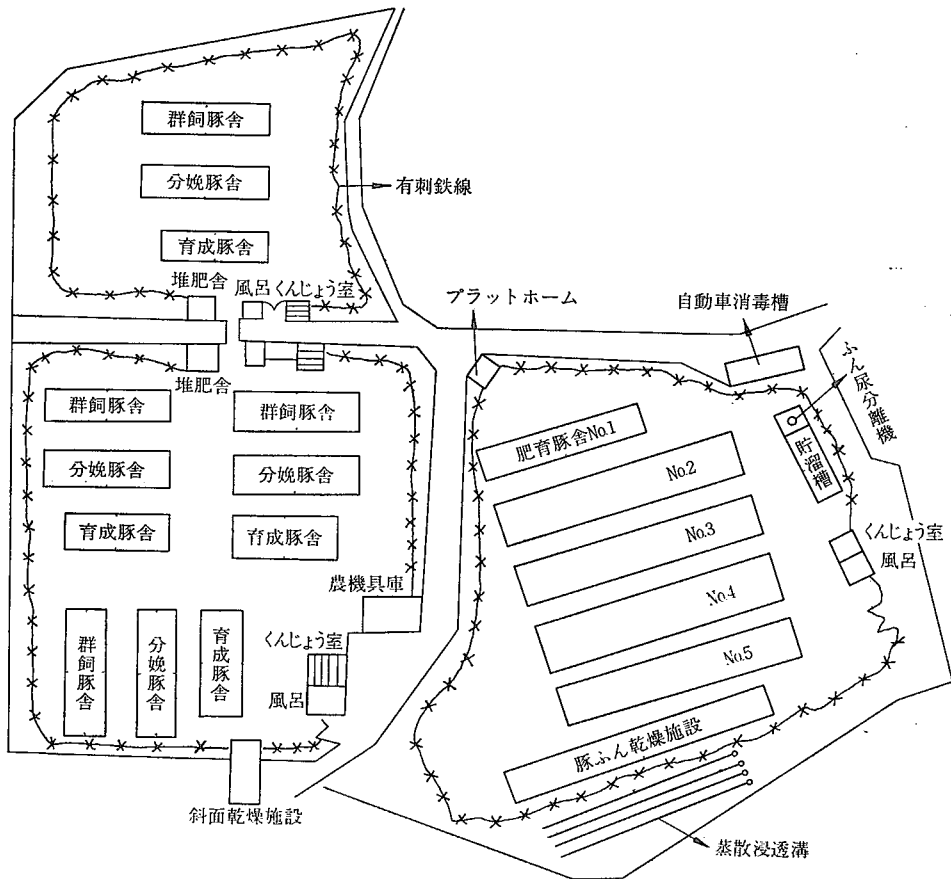 群飼豚舎
分娩豚舎
有刺鉄線
育成豚舎
堆肥舎
風呂
くんじょう室
プラットホーム
自動車消毒槽
ふん尿分離機
堆肥舎
群飼豚舎
群飼豚舎
肥育豚舎No.1
貯溜槽
No.2
分娩豚舎
分娩豚舎
No.3
育成豚舎
育成豚舎
くんじょう室
風呂
農機具庫
No.4
群飼豚舎
分娩豚舎
育成豚舎
くんじょう室
風呂
No.5
豚ふん乾燥施設
斜面乾燥施設
蒸散浸透溝